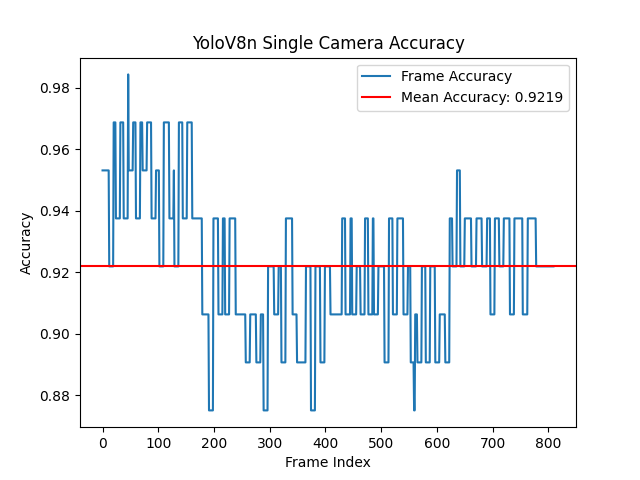 YoloV8n Single Camera Accuracy
Frame Accuracy
Mean Accuracy: 0.9219
0.98
0.96
0.94
0.92
0.90
0.88
Accuracy
0 100 200 300 400 500 600 700 800
Frame Index